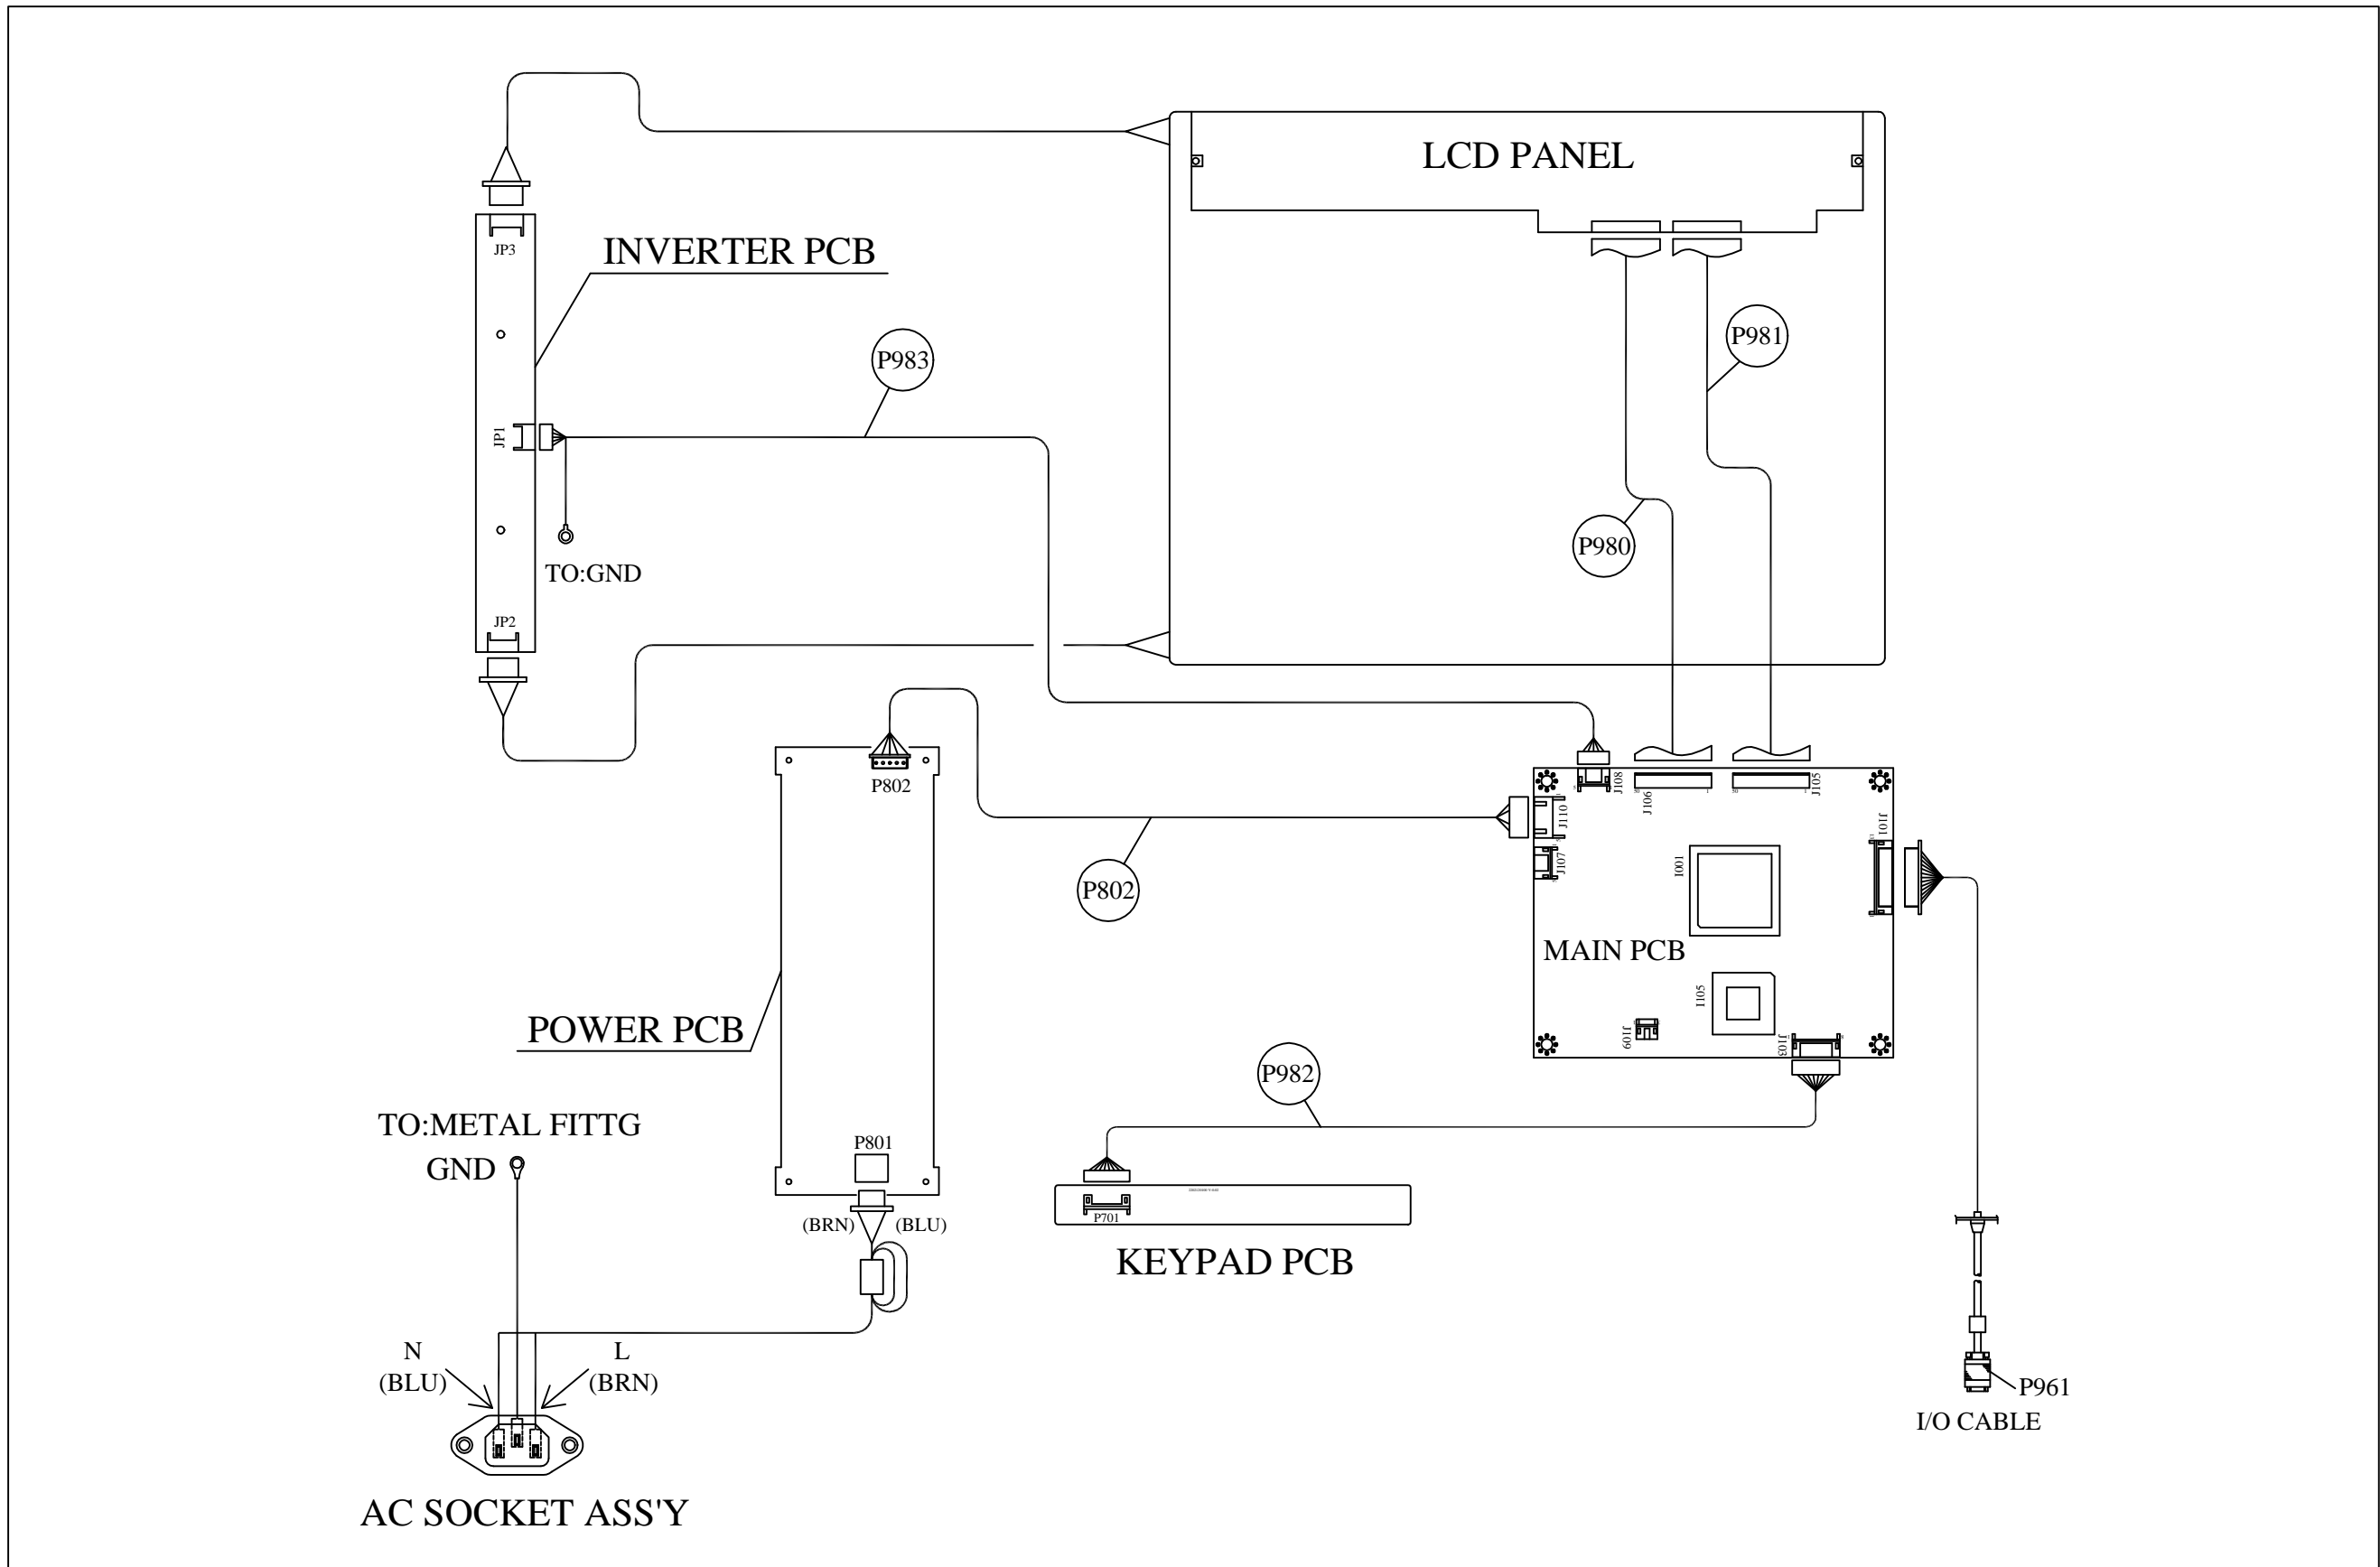 LCD PANEL
JP3
INVERTER PCB
P983
P981
JP1
P980
TO:GND
JP2
P802
J108
J106
J105
J110
J101
J107
I001
P802
MAIN PCB
I105
POWER PCB
J109
J103
P982
TO:METAL FITTG
GND
P801
(BRN)
(BLU)
P701
KEYPAD PCB
N
(BLU)
L
(BRN)
P961
I/O CABLE
AC SOCKET ASS'Y